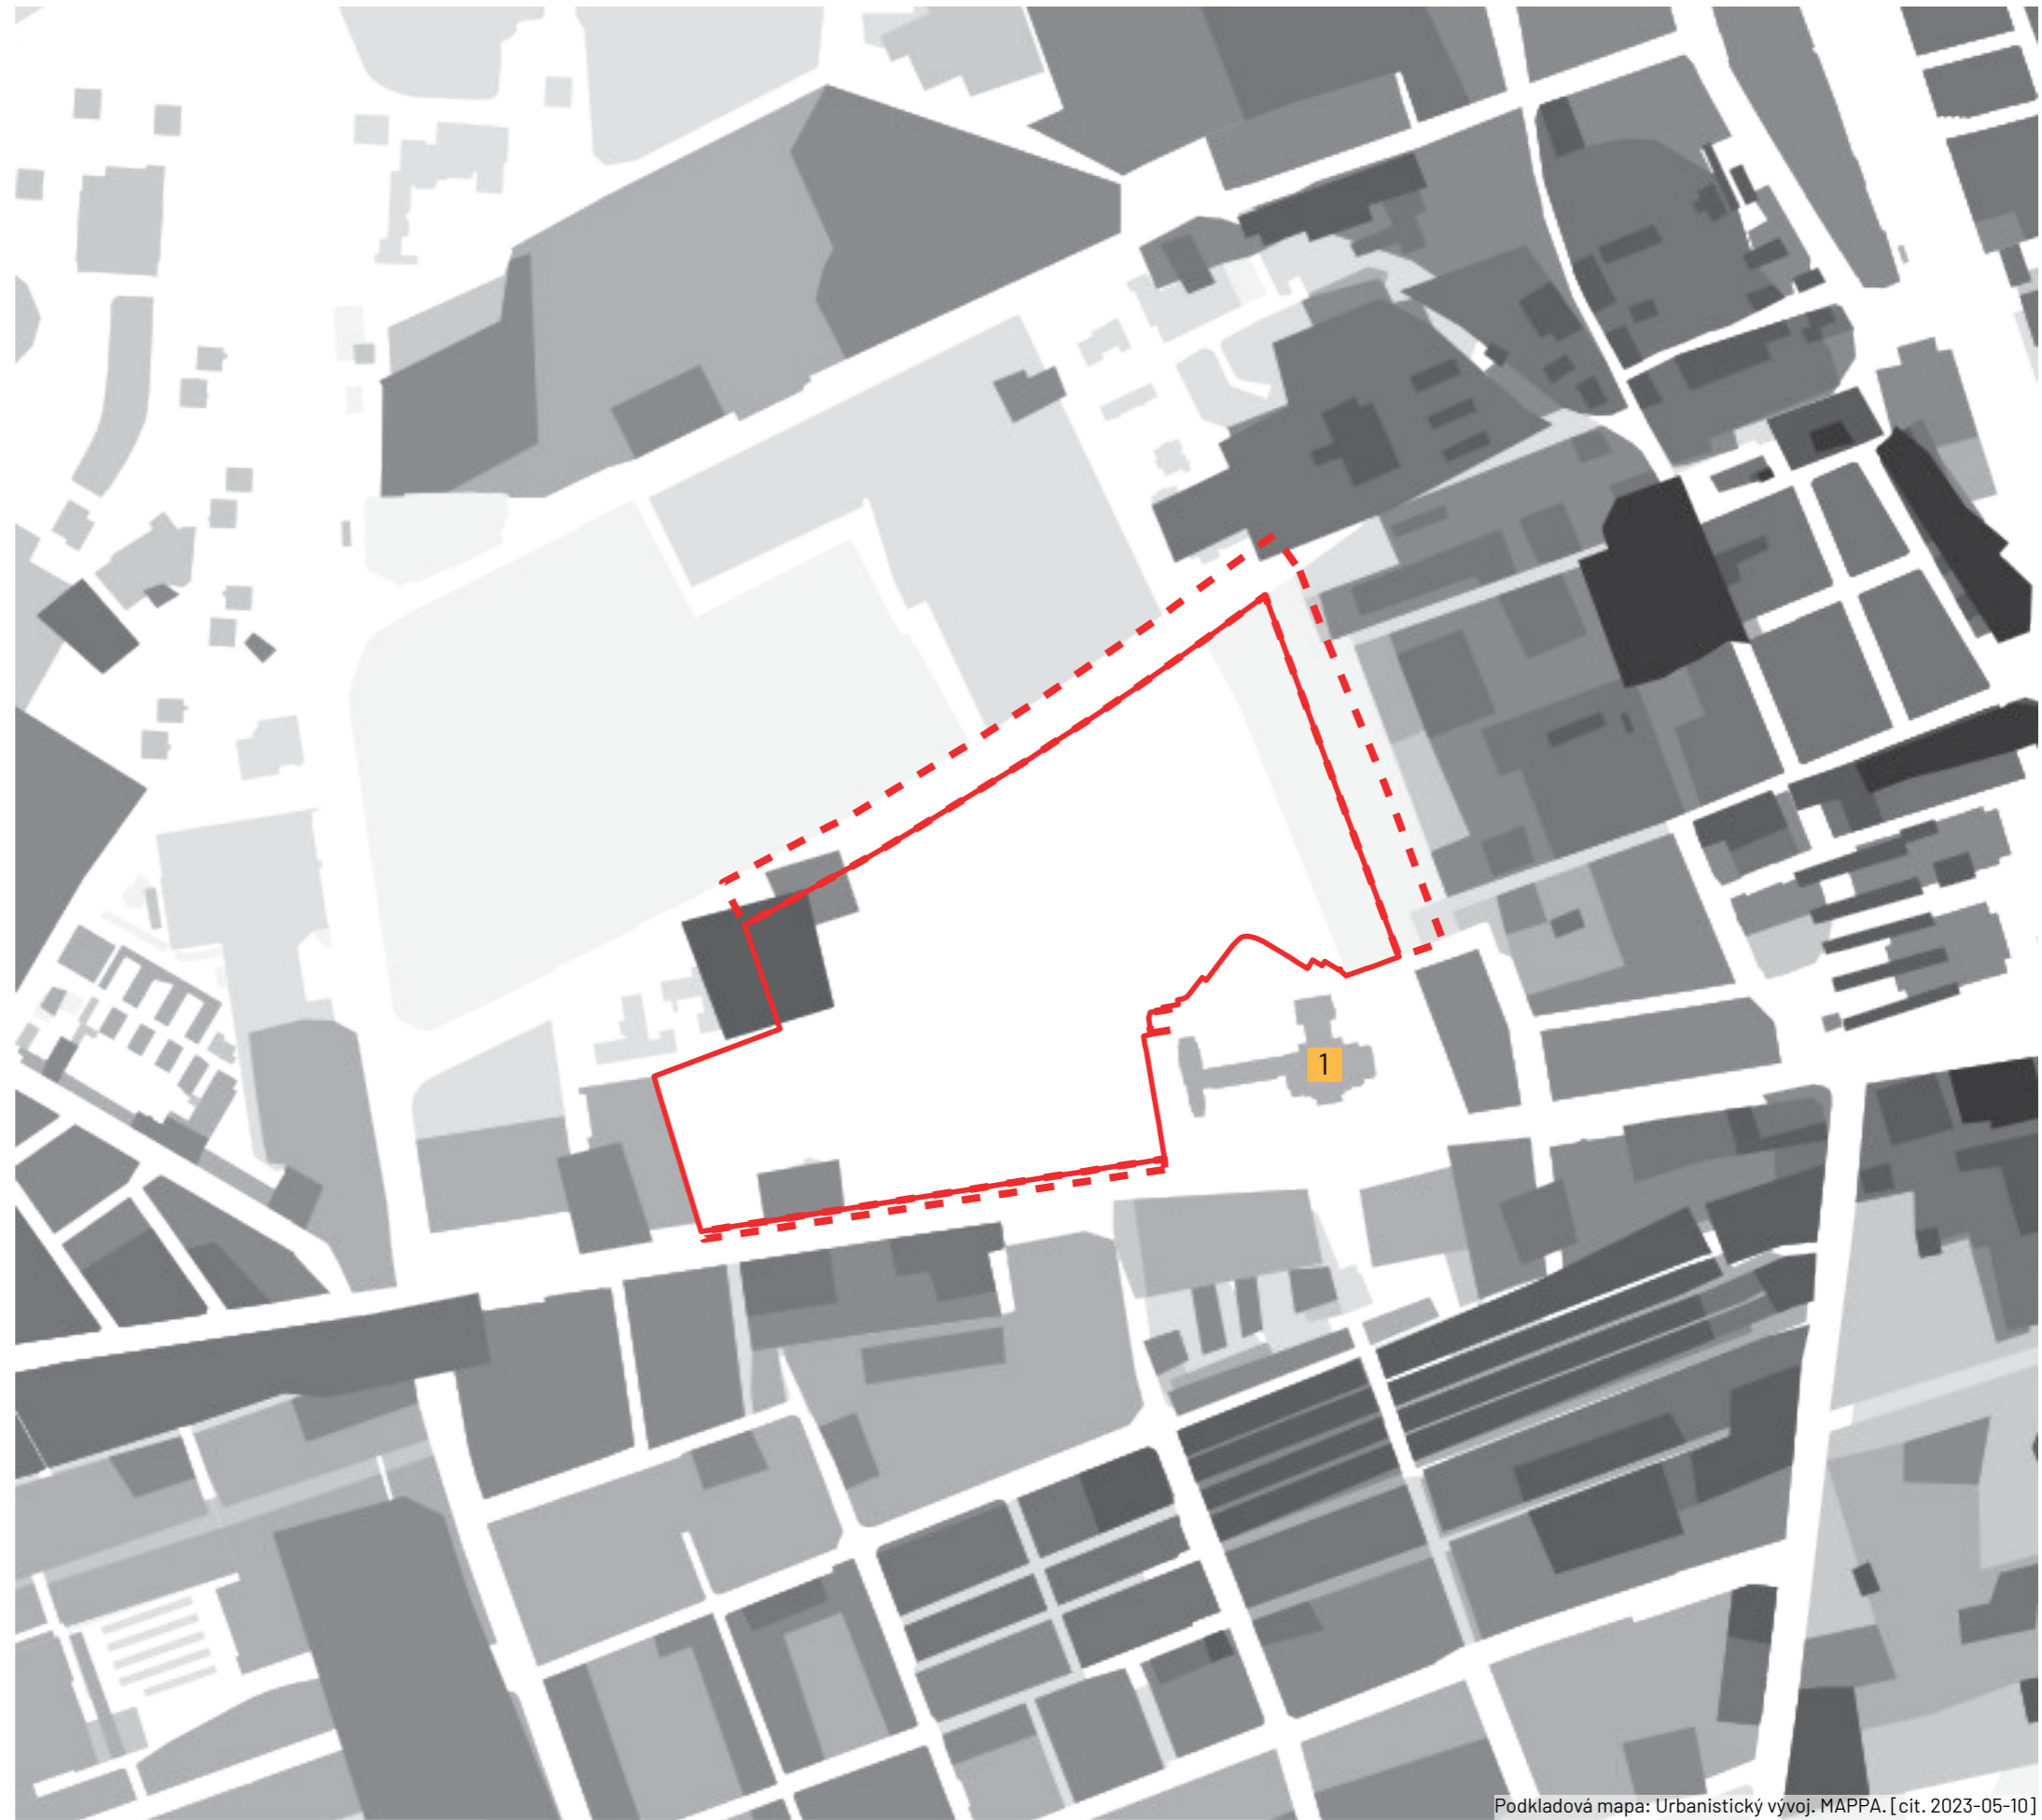 1
Podkladová mapa: Urbanistický vývoj. MAPPA. [cit. 2023-05-10]